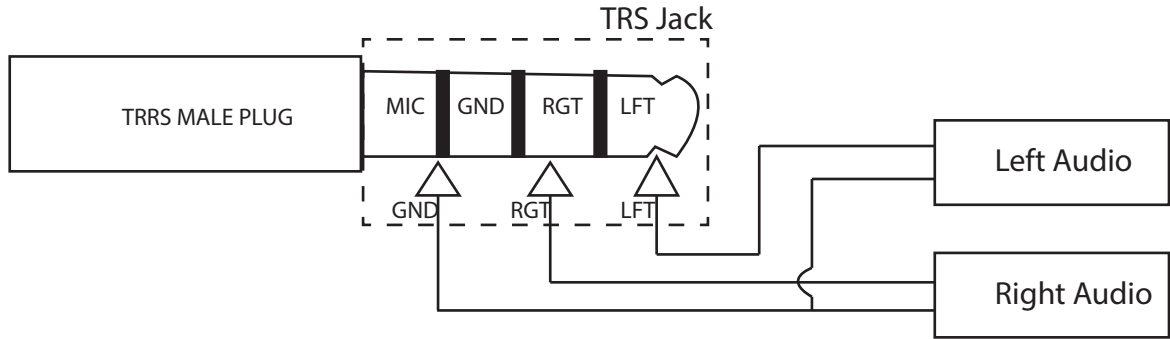 TRS Jack
TRRS MALE PLUG
MIC GND RGT LFT
GND RGT LFT
Left Audio
Right Audio